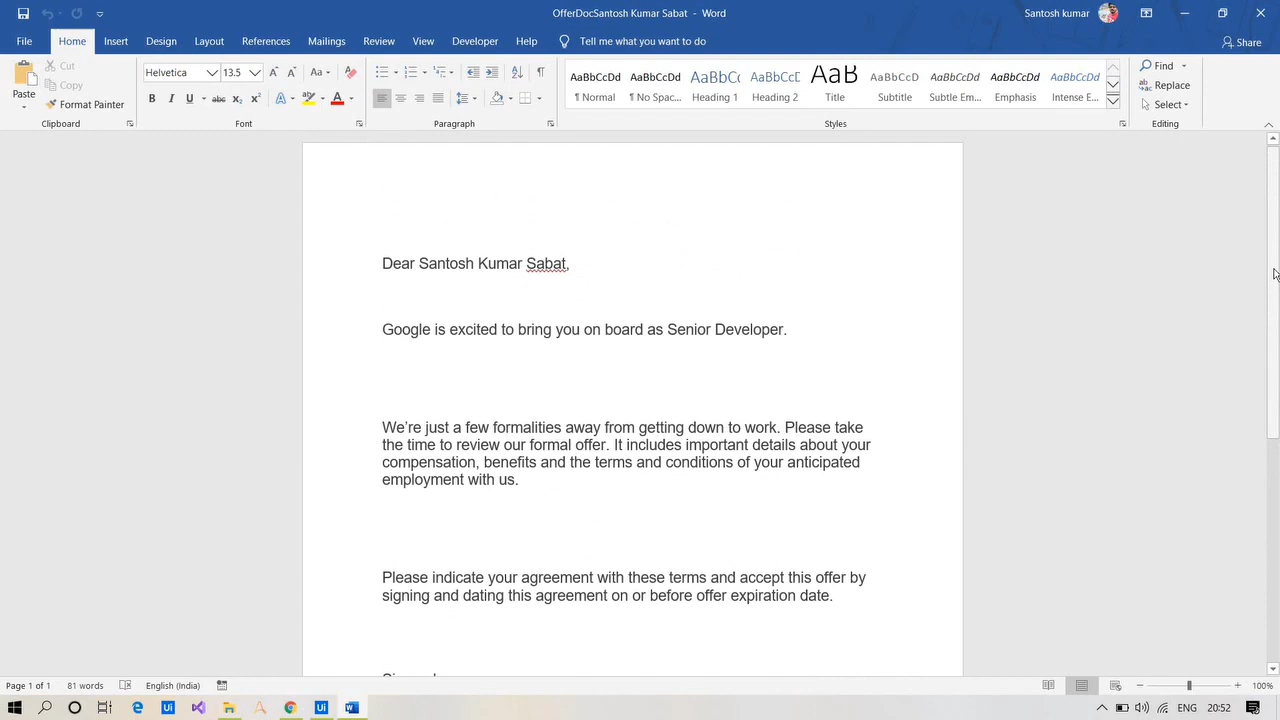 OfferDocSantosh Kumar Sabat - Word
Santosh kumar
File Home Insert Design Layout References Mailings Review View Developer Help Tell me what you want to do Share
Paste
Cut
Copy
Format Painter
Clipboard
Helvetica 13.5
Font
Paragraph
AaBbCcDd AaBbCcDd AaBbCc AaBbCcD AaB AaBbCcDd AaBbCcDd AaBbCcDd AaBbCcDd
¶ Normal ¶ No Spac... Heading 1 Heading 2 Title Subtitle Subtle Em... Emphasis Intense E...
Styles
Find
Replace
Select
Editing
Dear Santosh Kumar Sabat,
Google is excited to bring you on board as Senior Developer.
We’re just a few formalities away from getting down to work. Please take
the time to review our formal offer. It includes important details about your
compensation, benefits and the terms and conditions of your anticipated
employment with us.
Please indicate your agreement with these terms and accept this offer by
signing and dating this agreement on or before offer expiration date.
Page 1 of 1 81 words English (India) 100%
ENG 20:52